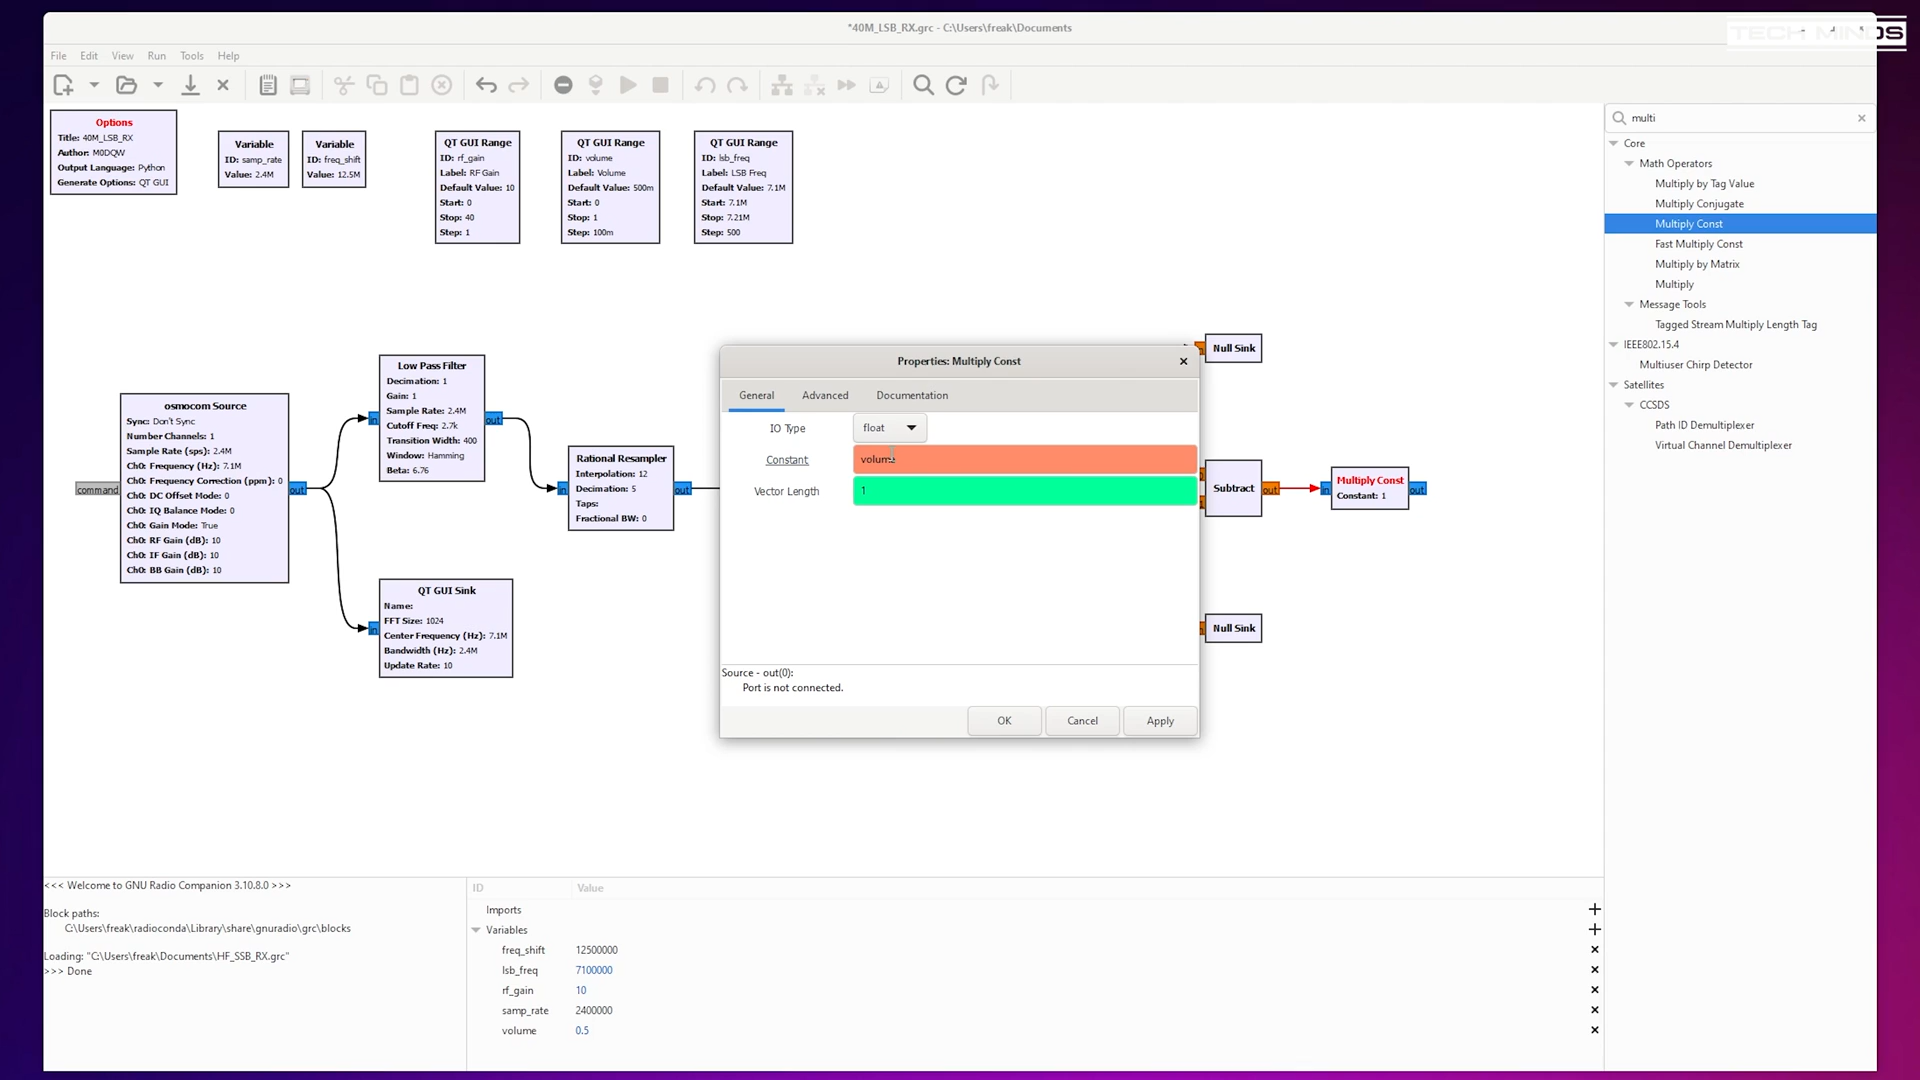 *40M_LSB_RX.grc - C:\Users\freak\Documents
TECH MINDS
File Edit View Run Tools Help
Options
Title: 40M_LSB_RX
Author: M0DQW
Output Language: Python
Generate Options: QT GUI
Variable
ID: samp_rate
Value: 2.4M
Variable
ID: freq_shift
Value: 12.5M
QT GUI Range
ID: rf_gain
Label: RF Gain
Default Value: 10
Start: 0
Stop: 40
Step: 1
QT GUI Range
ID: volume
Label: Volume
Default Value: 500m
Start: 0
Stop: 1
Step: 100m
QT GUI Range
ID: lsb_freq
Label: LSB Freq
Default Value: 7.1M
Start: 7.1M
Stop: 7.21M
Step: 500
command
osmocom Source
Sync: Don't Sync
Number Channels: 1
Sample Rate (sps): 2.4M
Ch0: Frequency (Hz): 7.1M
Ch0: Frequency Correction (ppm): 0
Ch0: DC Offset Mode: 0
Ch0: IQ Balance Mode: 0
Ch0: Gain Mode: True
Ch0: RF Gain (dB): 10
Ch0: IF Gain (dB): 10
Ch0: BB Gain (dB): 10
out
in
Low Pass Filter
Decimation: 1
Gain: 1
Sample Rate: 2.4M
Cutoff Freq: 2.7k
Transition Width: 400
Window: Hamming
Beta: 6.76
out
in
QT GUI Sink
Name:
FFT Size: 1024
Center Frequency (Hz): 7.1M
Bandwidth (Hz): 2.4M
Update Rate: 10
in
Rational Resampler
Interpolation: 12
Decimation: 5
Taps:
Fractional BW: 0
out
Properties: Multiply Const
General Advanced Documentation
IO Type float
Constant volume
Vector Length 1
Source - out(0):
Port is not connected.
OK Cancel Apply
Null Sink
Subtract
out
in
Multiply Const
Constant: 1
out
Null Sink
multi
Core
Math Operators
Multiply by Tag Value
Multiply Conjugate
Multiply Const
Fast Multiply Const
Multiply by Matrix
Multiply
Message Tools
Tagged Stream Multiply Length Tag
IEEE802.15.4
Multiuser Chirp Detector
Satellites
CCSDS
Path ID Demultiplexer
Virtual Channel Demultiplexer
<<< Welcome to GNU Radio Companion 3.10.8.0 >>>
Block paths:
C:\Users\freak\radioconda\Library\share\gnuradio\grc\blocks
Loading: "C:\Users\freak\Documents\HF_SSB_RX.grc"
>>> Done
ID Value
Imports
Variables
freq_shift 12500000
lsb_freq 7100000
rf_gain 10
samp_rate 2400000
volume 0.5